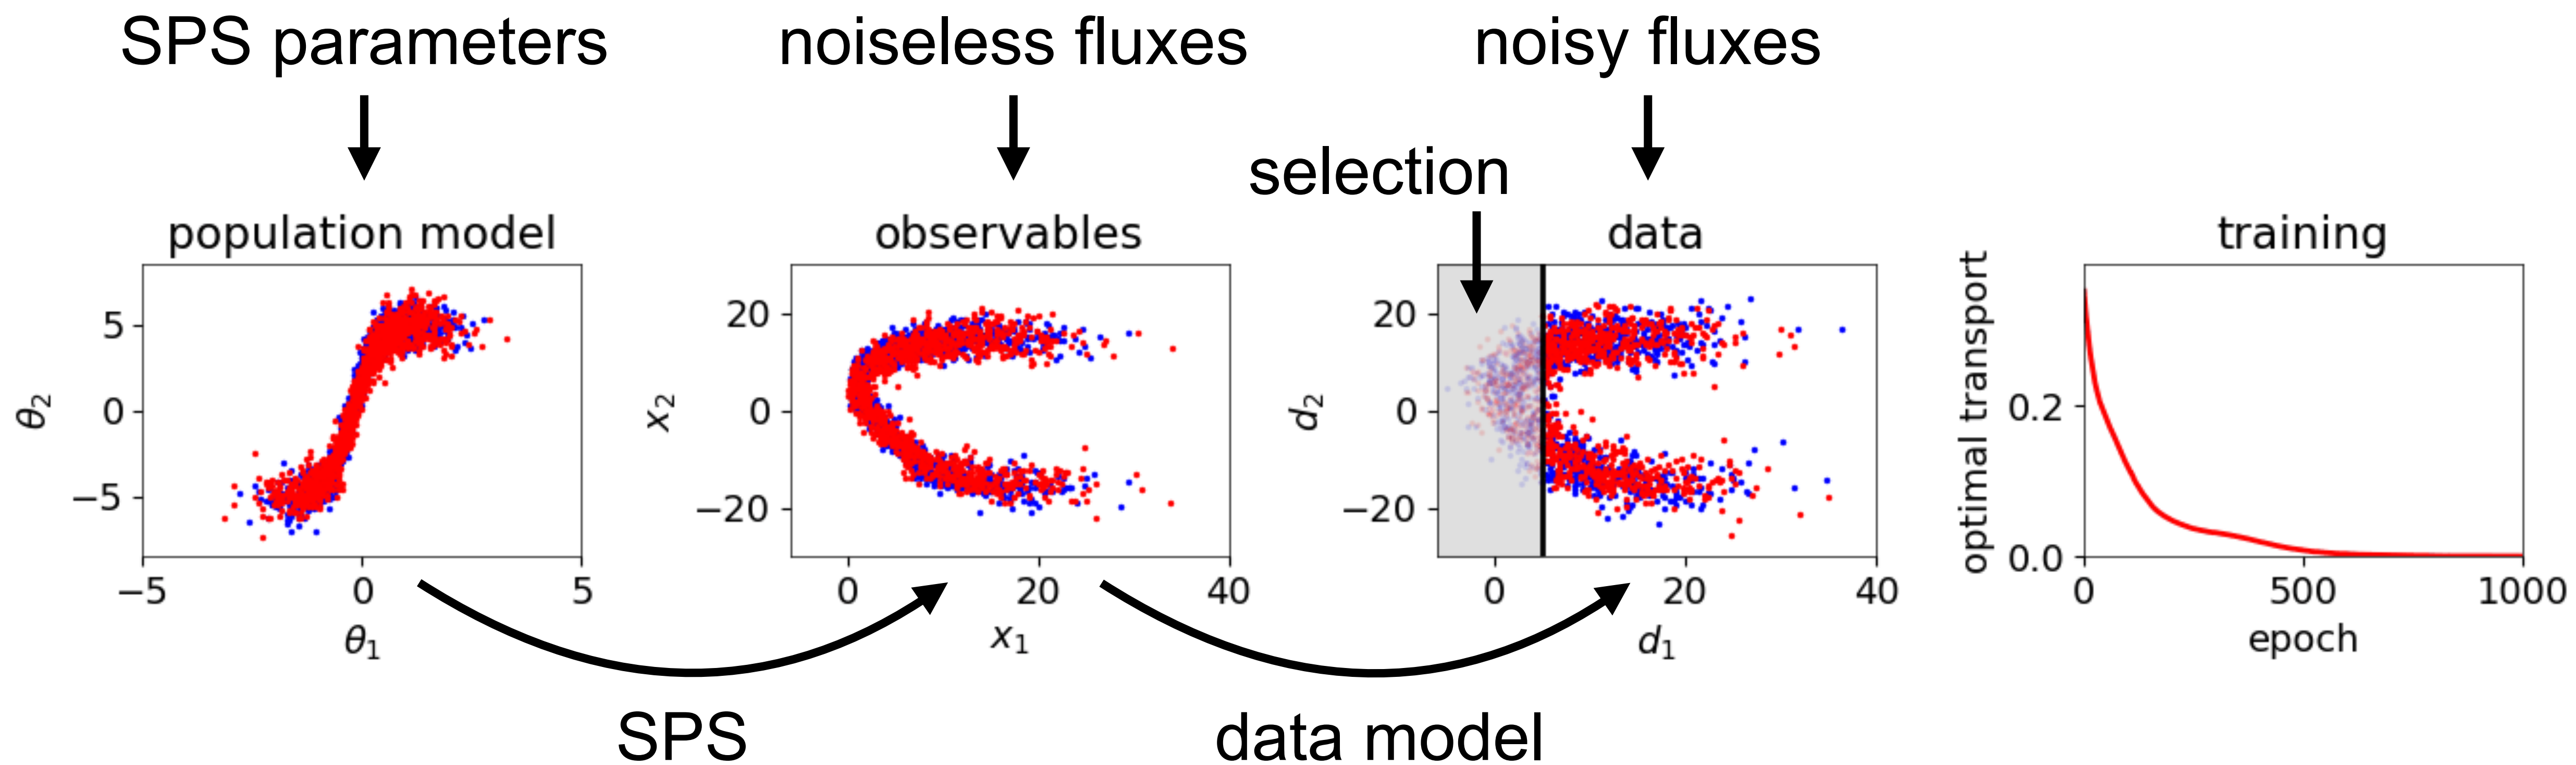 SPS parameters
noiseless fluxes
noisy fluxes
selection
population model
observables
data
training
θ2
5
0
−5
−5
0
5
θ1
x2
20
0
−20
0
20
40
x1
d2
20
0
−20
0
20
40
d1
optimal transport
0.2
0.0
0
500
1000
epoch
SPS
data model